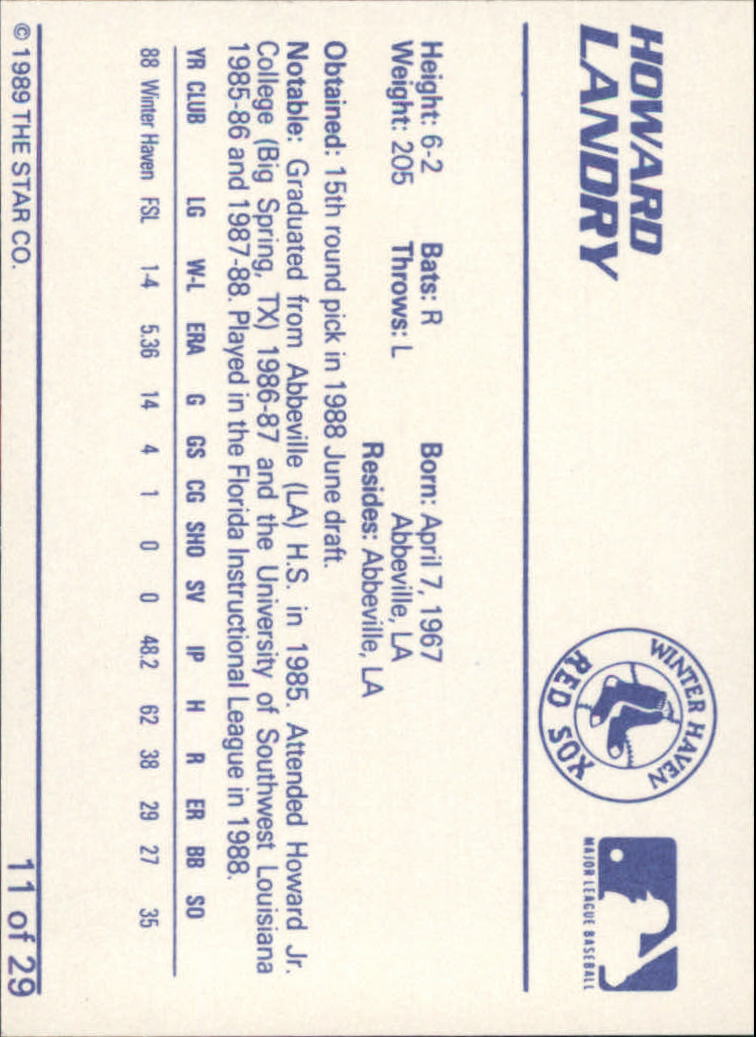 HOWARD
LANDRY
WINTER HAVEN
RED SOX
MAJOR LEAGUE BASEBALL
Height: 6-2 Bats: R Born: April 7, 1967
Weight: 205 Throws: L Abbeville, LA
Resides: Abbeville, LA
Obtained: 15th round pick in 1988 June draft.
Notable: Graduated from Abbeville (LA) H.S. in 1985. Attended Howard Jr.
College (Big Spring, TX) 1986-87 and the University of Southwest Louisiana
1985-86 and 1987-88. Played in the Florida Instructional League in 1988.
YR CLUB LG W-L ERA G GS CG SHO SV IP H R ER BB SO
88 Winter Haven FSL 1-4 5.36 14 4 1 0 0 48.2 62 38 29 27 35
© 1989 THE STAR CO. 11 of 29